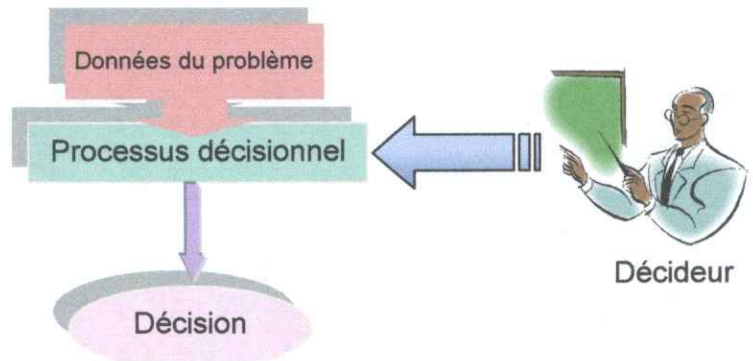 Données du problème
Processus décisionnel
Décideur
Décision